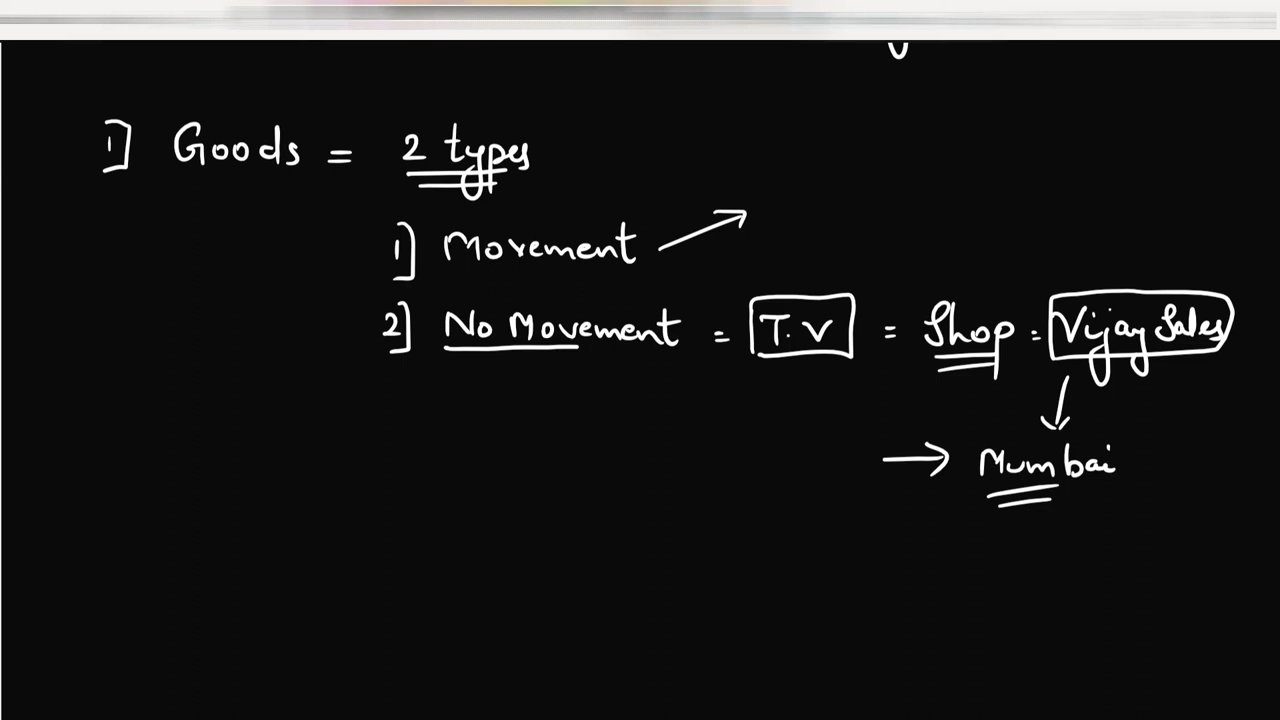 1] Goods = 2 types
1] Movement →
2] No Movement = T.V = Shop = Vijay Sales
→ Mumbai